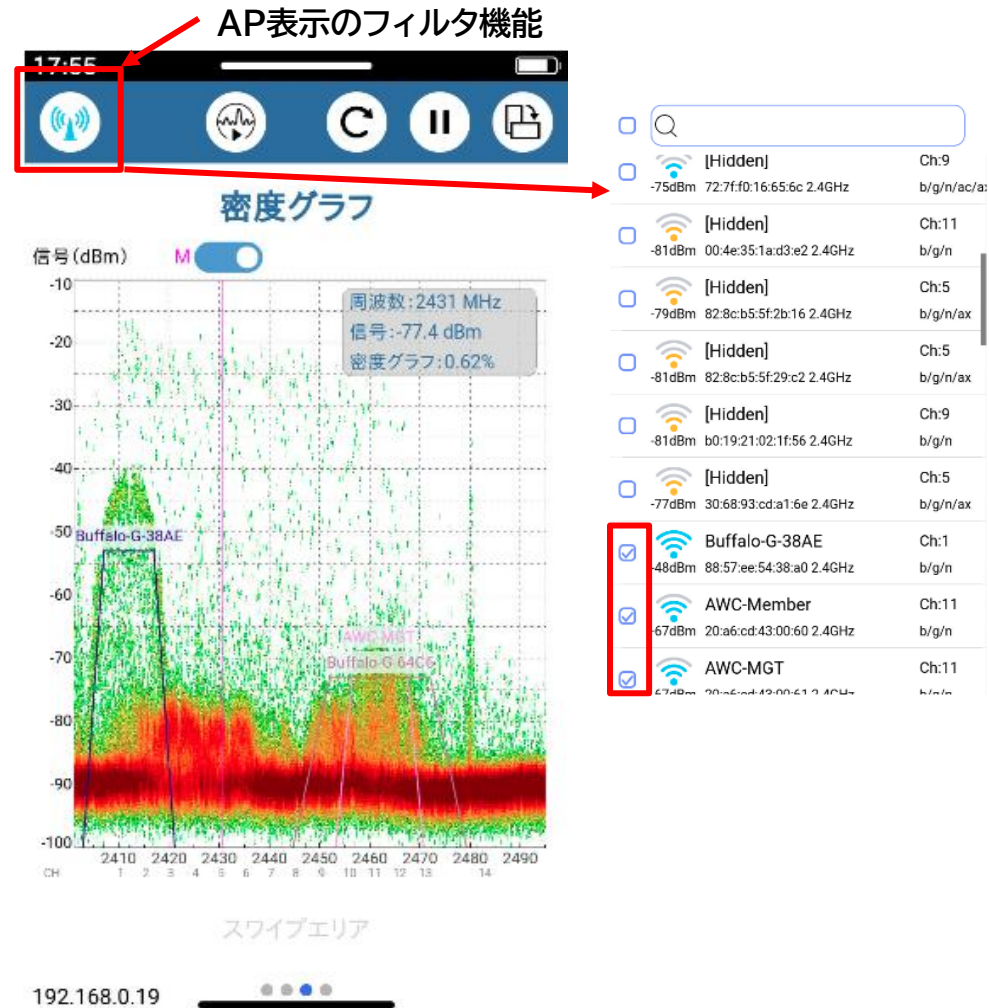 AP表示のフィルタ機能
17:55
密度グラフ
信号(dBm) M
周波数:2431 MHz
信号:-77.4 dBm
密度グラフ:0.62%
-10
-20
-30
-40
-50
-60
-70
-80
-90
-100
Buffalo-G-38AE
AWC-MGT
Buffalo-G-64C6
2410 2420 2430 2440 2450 2460 2470 2480 2490
CH 1 2 3 4 5 6 7 8 9 10 11 12 13 14
スワイプエリア
192.168.0.19
[Hidden] Ch:9
-75dBm 72:7f:f0:16:65:6c 2.4GHz b/g/n/ac/a
[Hidden] Ch:11
-81dBm 00:4e:35:1a:d3:e2 2.4GHz b/g/n
[Hidden] Ch:5
-79dBm 82:8c:b5:5f:2b:16 2.4GHz b/g/n/ax
[Hidden] Ch:5
-81dBm 82:8c:b5:5f:29:c2 2.4GHz b/g/n/ax
[Hidden] Ch:9
-81dBm b0:19:21:02:1f:56 2.4GHz b/g/n
[Hidden] Ch:5
-77dBm 30:68:93:cd:a1:6e 2.4GHz b/g/n/ax
Buffalo-G-38AE Ch:1
-48dBm 88:57:ee:54:38:a0 2.4GHz b/g/n
AWC-Member Ch:11
-67dBm 20:a6:cd:43:00:60 2.4GHz b/g/n
AWC-MGT Ch:11
-67dBm 20:a6:cd:43:00:61 2.4GHz b/g/n